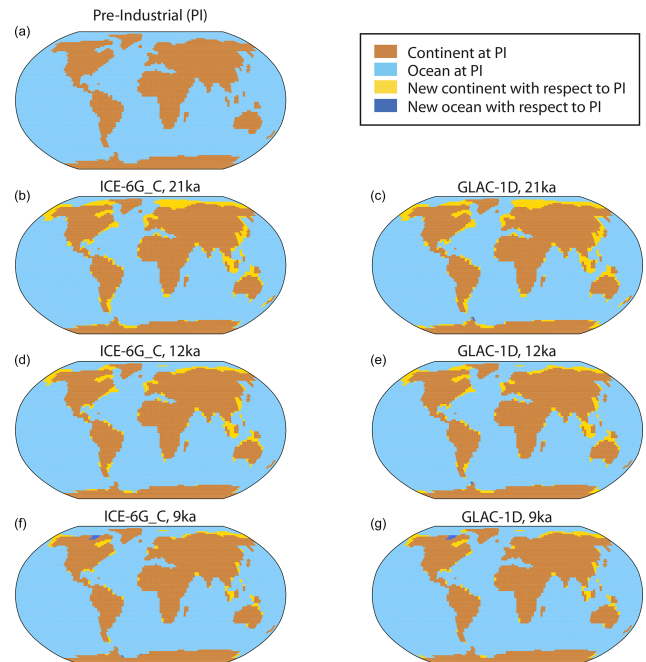 Pre-Industrial (PI)
(a)
Continent at PI
Ocean at PI
New continent with respect to PI
New ocean with respect to PI
ICE-6G_C, 21ka
(b)
GLAC-1D, 21ka
(c)
ICE-6G_C, 12ka
(d)
GLAC-1D, 12ka
(e)
ICE-6G_C, 9ka
(f)
GLAC-1D, 9ka
(g)